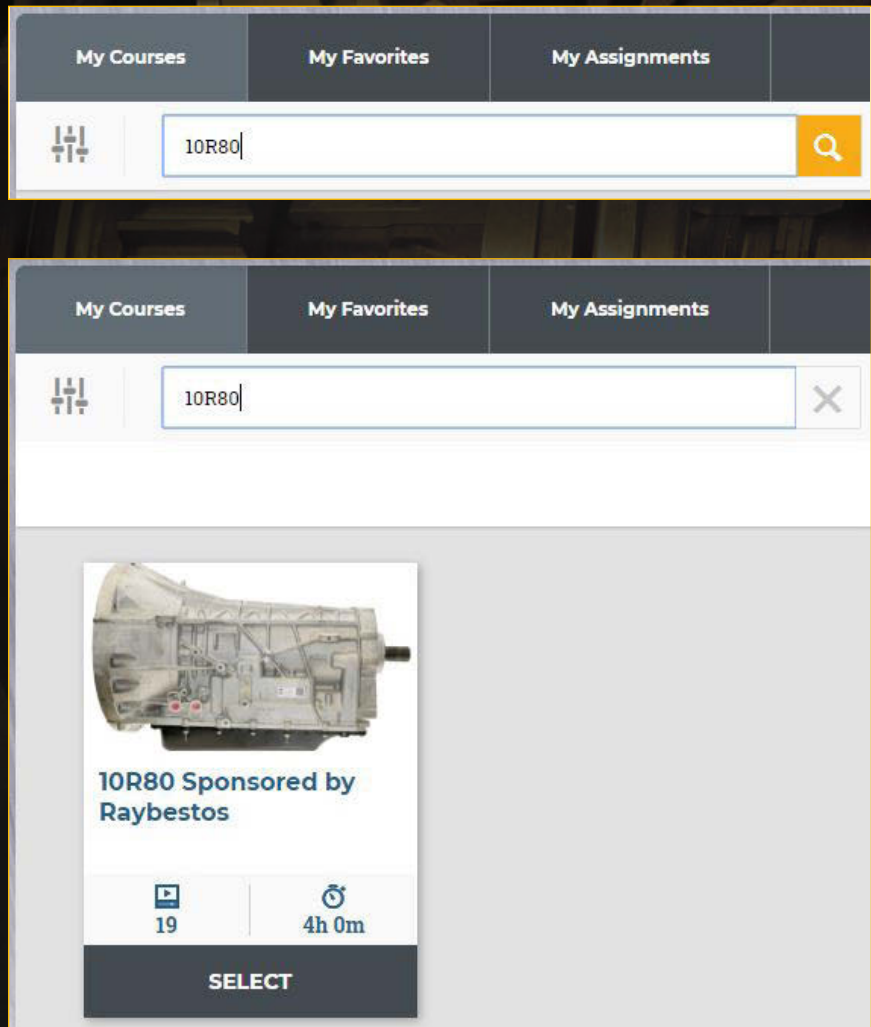 My Courses My Favorites My Assignments
10R80
My Courses My Favorites My Assignments
10R80
10R80 Sponsored by
Raybestos
19 4h 0m
SELECT